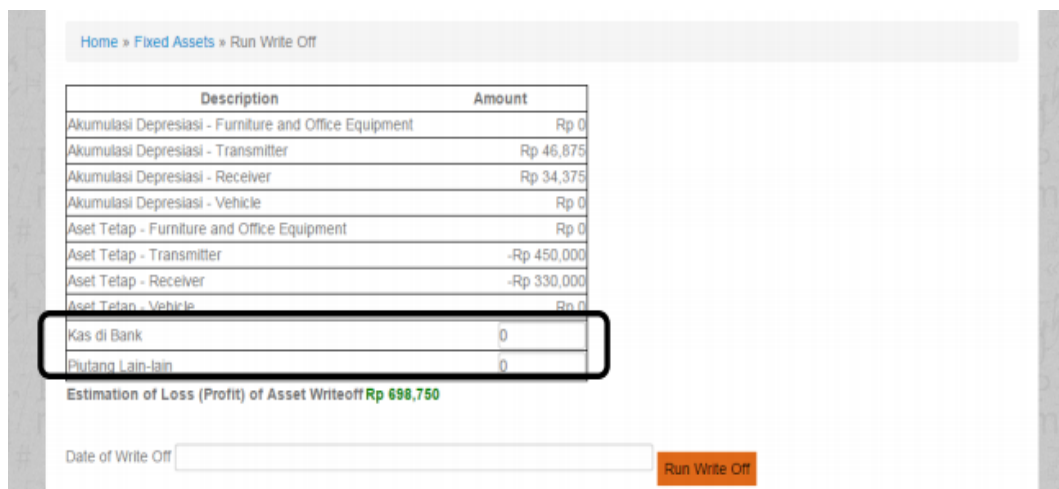 Home » Fixed Assets » Run Write Off
Description Amount
Akumulasi Depresiasi - Furniture and Office Equipment Rp 0
Akumulasi Depresiasi - Transmitter Rp 46,875
Akumulasi Depresiasi - Receiver Rp 34,375
Akumulasi Depresiasi - Vehicle Rp 0
Aset Tetap - Furniture and Office Equipment Rp 0
Aset Tetap - Transmitter -Rp 450,000
Aset Tetap - Receiver -Rp 330,000
Aset Tetap - Vehicle Rp 0
Kas di Bank 0
Piutang Lain-lain 0
Estimation of Loss (Profit) of Asset Writeoff Rp 698,750
Date of Write Off
Run Write Off